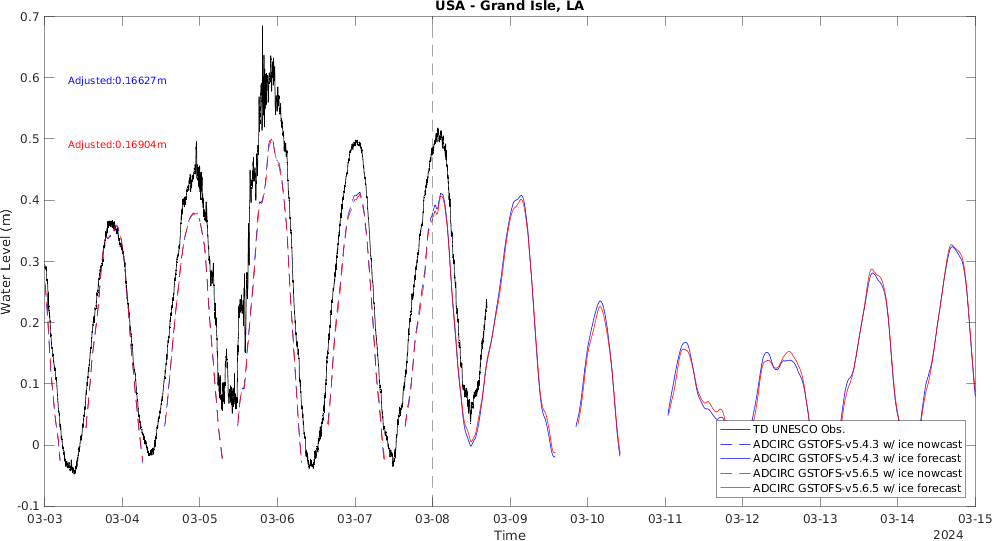 USA - Grand Isle, LA
0.7
0.6
0.5
0.4
0.3
0.2
0.1
0
-0.1
Water Level (m)
Adjusted:0.16627m
Adjusted:0.16904m
TD UNESCO Obs.
ADCIRC GSTOFS-v5.4.3 w/ ice nowcast
ADCIRC GSTOFS-v5.4.3 w/ ice forecast
ADCIRC GSTOFS-v5.6.5 w/ ice nowcast
ADCIRC GSTOFS-v5.6.5 w/ ice forecast
03-03 03-04 03-05 03-06 03-07 03-08 03-09 03-10 03-11 03-12 03-13 03-14 03-15
Time
2024